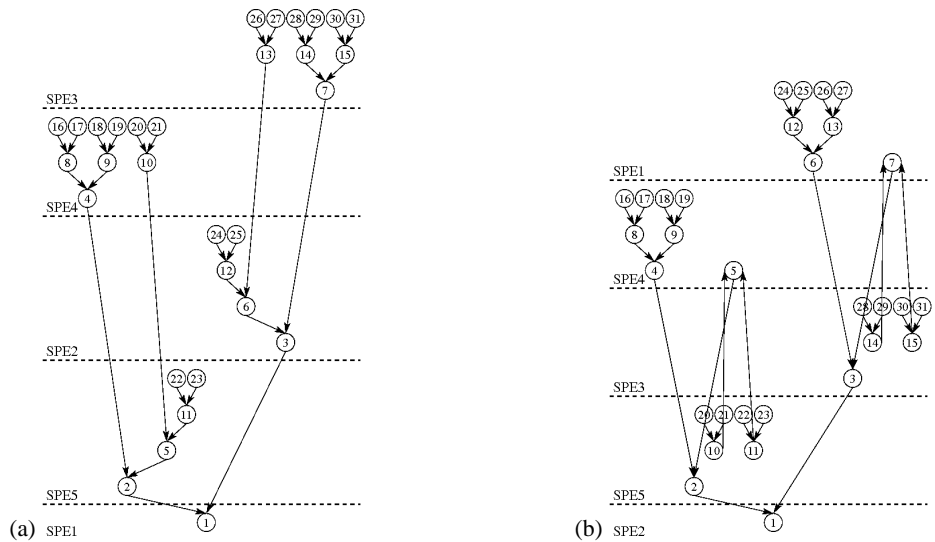 26 27 28 29 30 31
13 14 15
7
SPE3
16 17 18 19 20 21
8 9 10
4
SPE4
24 25
12
6
3
SPE2
22 23
11
5
2
SPE5
1
(a) SPE1
24 25 26 27
12 13
6 7
SPE1
16 17 18 19
8 9
4 5
SPE4
28 29 30 31
14 15
3
SPE3
20 21 22 23
10 11
2
SPE5
1
(b) SPE2